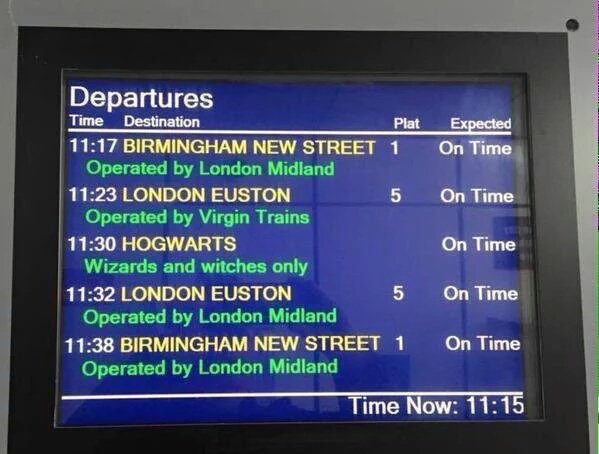 Departures
Time Destination Plat Expected
11:17 BIRMINGHAM NEW STREET 1 On Time
Operated by London Midland
11:23 LONDON EUSTON 5 On Time
Operated by Virgin Trains
11:30 HOGWARTS On Time
Wizards and witches only
11:32 LONDON EUSTON 5 On Time
Operated by London Midland
11:38 BIRMINGHAM NEW STREET 1 On Time
Operated by London Midland
Time Now: 11:15